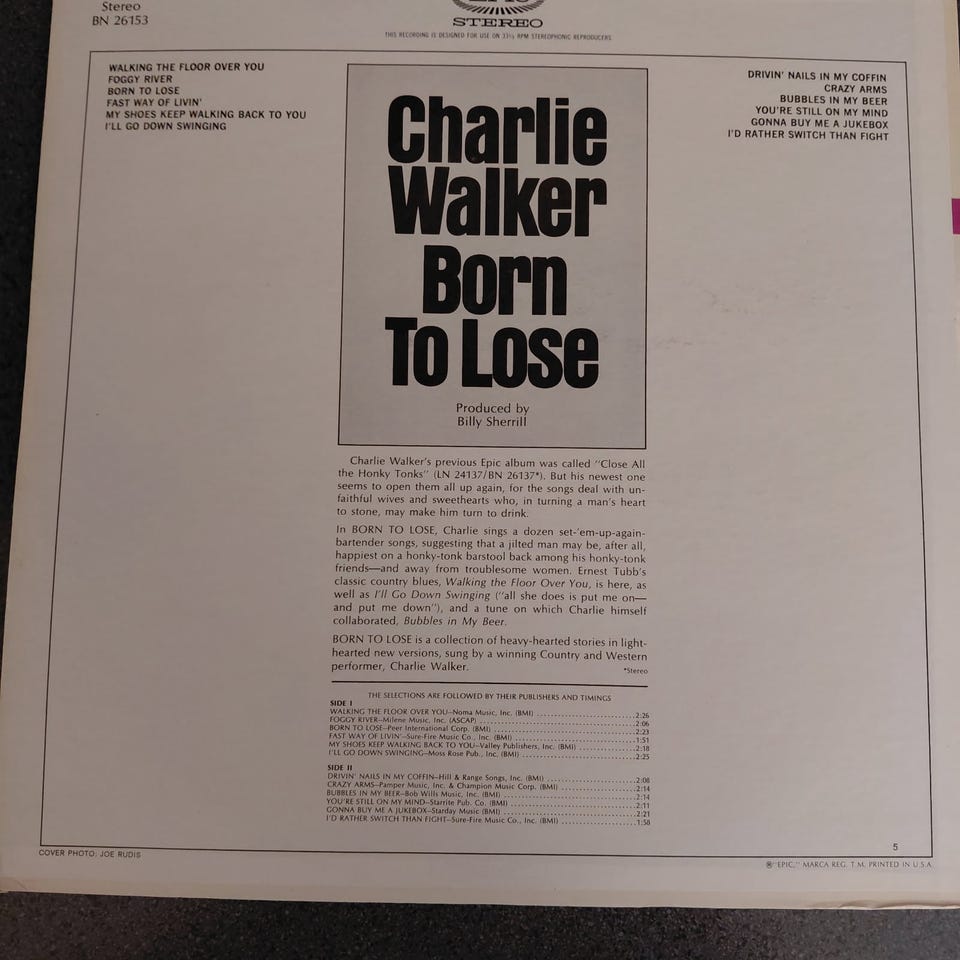 Stereo
BN 26153
EPIC
STEREO
THIS RECORDING IS DESIGNED FOR USE ON 33⅓ RPM STEREOPHONIC REPRODUCERS
WALKING THE FLOOR OVER YOU
FOGGY RIVER
BORN TO LOSE
FAST WAY OF LIVIN'
MY SHOES KEEP WALKING BACK TO YOU
I'LL GO DOWN SWINGING
DRIVIN' NAILS IN MY COFFIN
CRAZY ARMS
BUBBLES IN MY BEER
YOU'RE STILL ON MY MIND
GONNA BUY ME A JUKEBOX
I'D RATHER SWITCH THAN FIGHT
Charlie
Walker
Born
To Lose
Produced by
Billy Sherrill
Charlie Walker's previous Epic album was called "Close All
the Honky Tonks" (LN 24137/BN 26137*). But his newest one
seems to open them all up again, for the songs deal with un-
faithful wives and sweethearts who, in turning a man's heart
to stone, may make him turn to drink.
In BORN TO LOSE, Charlie sings a dozen set-'em-up-again-
bartender songs, suggesting that a jilted man may be, after all,
happiest on a honky-tonk barstool back among his honky-tonk
friends—and away from troublesome women. Ernest Tubb's
classic country blues, Walking the Floor Over You, is here, as
well as I'll Go Down Swinging ("all she does is put me on—
and put me down"), and a tune on which Charlie himself
collaborated, Bubbles in My Beer.
BORN TO LOSE is a collection of heavy-hearted stories in light-
hearted new versions, sung by a winning Country and Western
performer, Charlie Walker.
*Stereo
THE SELECTIONS ARE FOLLOWED BY THEIR PUBLISHERS AND TIMINGS
SIDE I
WALKING THE FLOOR OVER YOU—Noma Music, Inc. (BMI) 2:26
FOGGY RIVER—Milene Music, Inc. (ASCAP) 2:06
BORN TO LOSE—Peer International Corp. (BMI) 2:23
FAST WAY OF LIVIN'—Sure-Fire Music Co., Inc. (BMI) 1:51
MY SHOES KEEP WALKING BACK TO YOU—Valley Publishers, Inc. (BMI) 2:18
I'LL GO DOWN SWINGING—Moss Rose Pub., Inc. (BMI) 2:25
SIDE II
DRIVIN' NAILS IN MY COFFIN—Hill & Range Songs, Inc. (BMI) 2:08
CRAZY ARMS—Pamper Music, Inc. & Champion Music Corp. (BMI) 2:14
BUBBLES IN MY BEER—Bob Wills Music, Inc. (BMI) 2:14
YOU'RE STILL ON MY MIND—Starrite Pub. Co. (BMI) 2:11
GONNA BUY ME A JUKEBOX—Starday Music (BMI) 2:21
I'D RATHER SWITCH THAN FIGHT—Sure-Fire Music Co., Inc. (BMI) 1:58
5
COVER PHOTO: JOE RUDIS
® "EPIC," MARCA REG. T.M. PRINTED IN U.S.A.